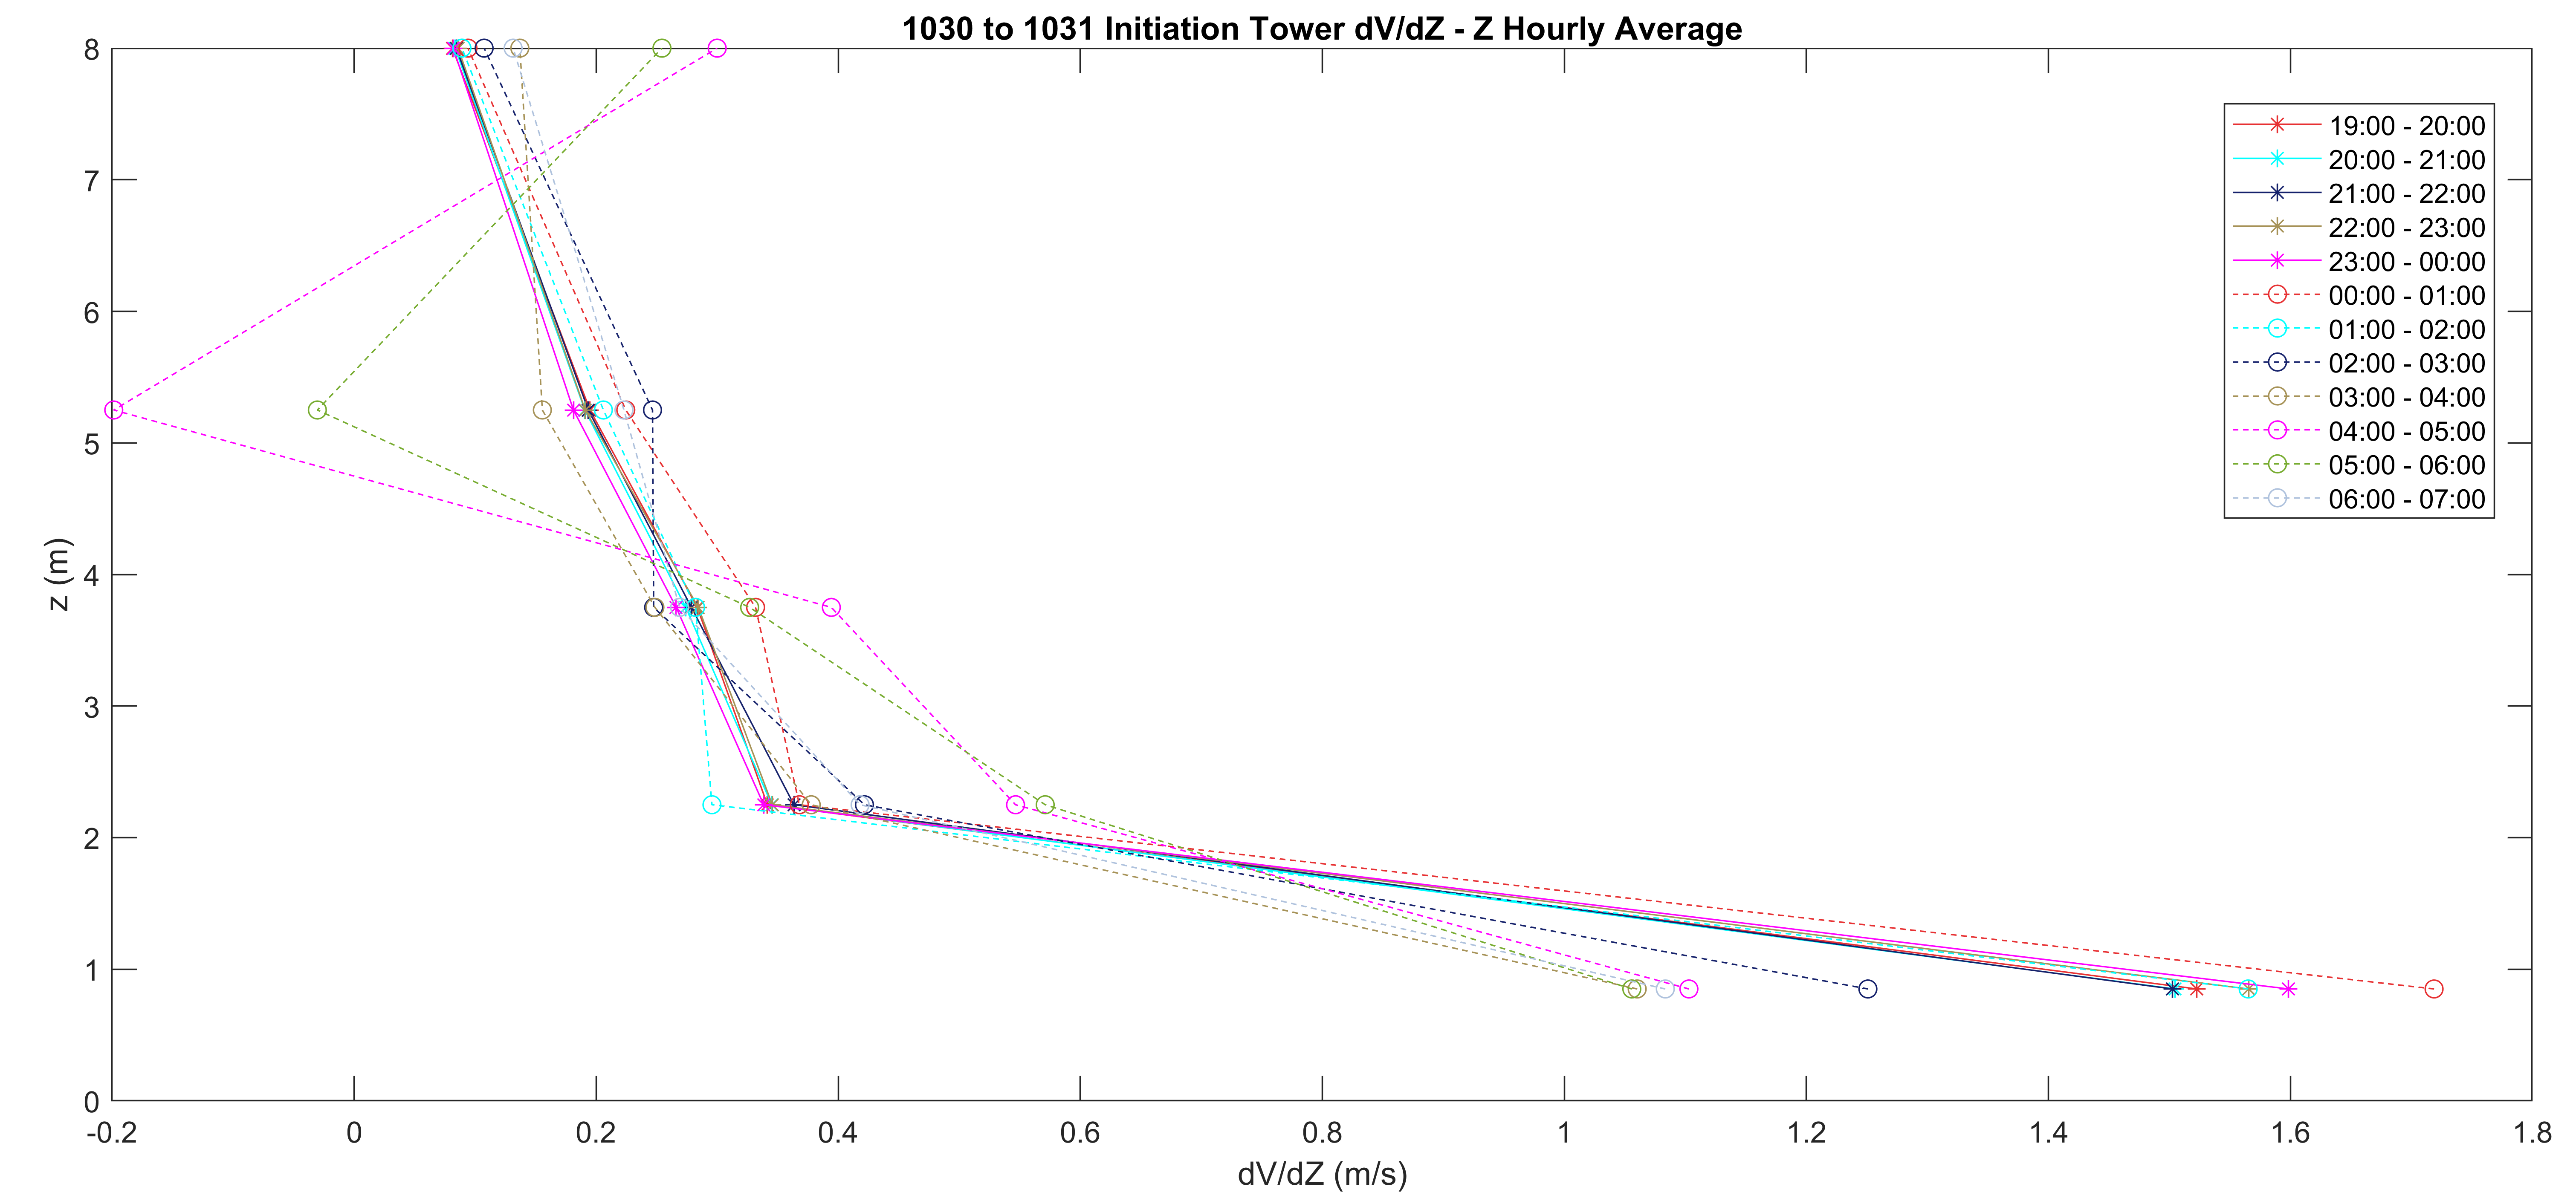 1030 to 1031 Initiation Tower dV/dZ - Z Hourly Average
8
7
6
5
4
3
2
1
0
z (m)
-0.2 0 0.2 0.4 0.6 0.8 1 1.2 1.4 1.6 1.8
dV/dZ (m/s)
19:00 - 20:00
20:00 - 21:00
21:00 - 22:00
22:00 - 23:00
23:00 - 00:00
00:00 - 01:00
01:00 - 02:00
02:00 - 03:00
03:00 - 04:00
04:00 - 05:00
05:00 - 06:00
06:00 - 07:00